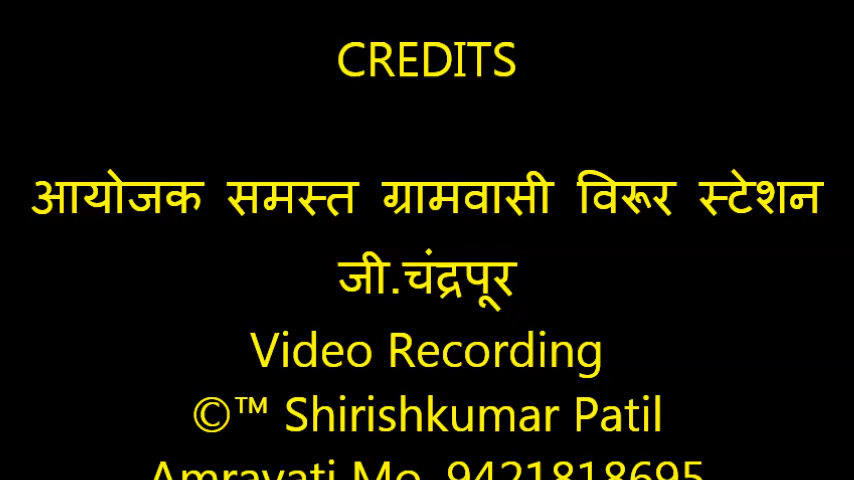 CREDITS
आयोजक समस्त ग्रामवासी विरूर स्टेशन
जी.चंद्रपूर
Video Recording
©™ Shirishkumar Patil
Amravati Mo. 9421818695